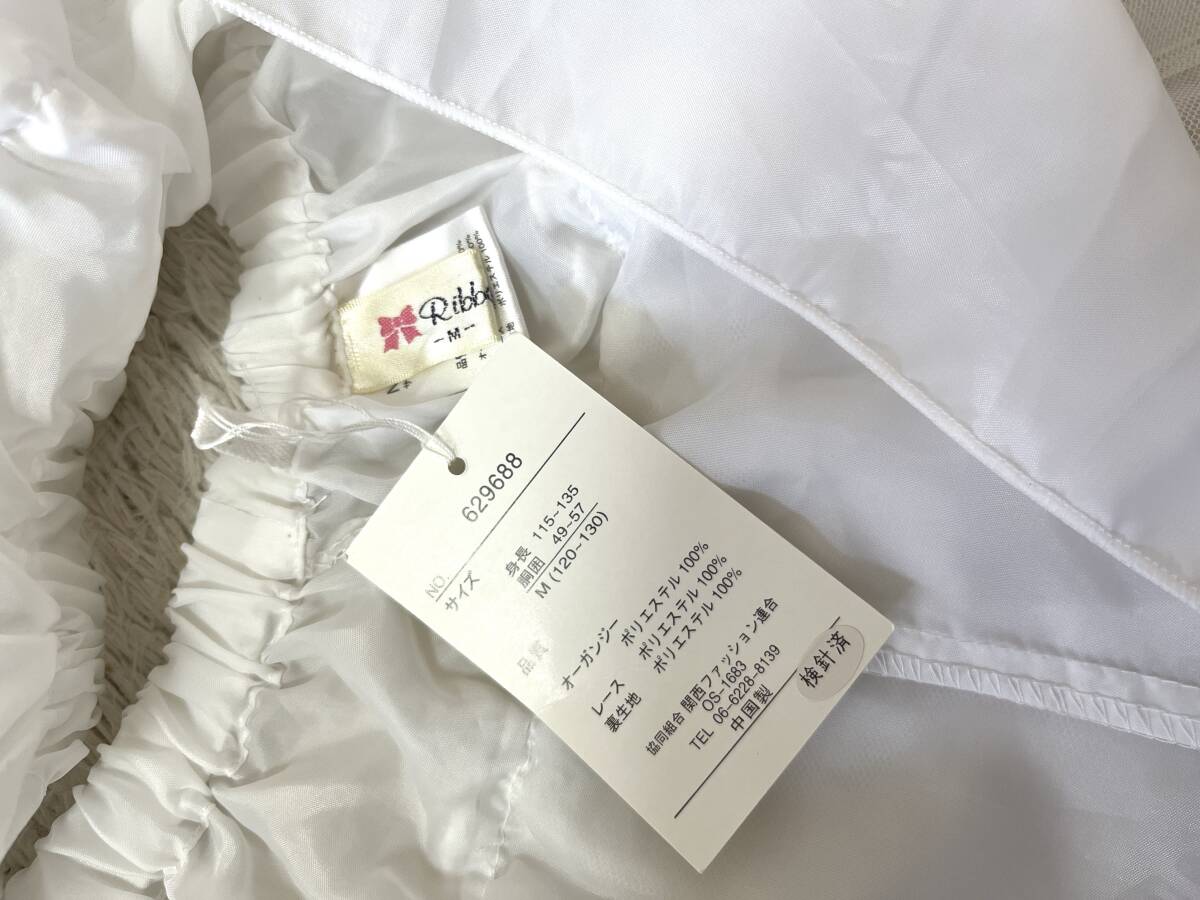 Ribb
M
NO. 629688
サイズ 身長 115~135
胴囲 49~57
M (120~130)
品質
オーガンジー ポリエステル 100%
レース ポリエステル 100%
裏生地 ポリエステル 100%
協同組合 関西ファッション連合
OS-1683
TEL 06-6228-8139
中国製
検針済